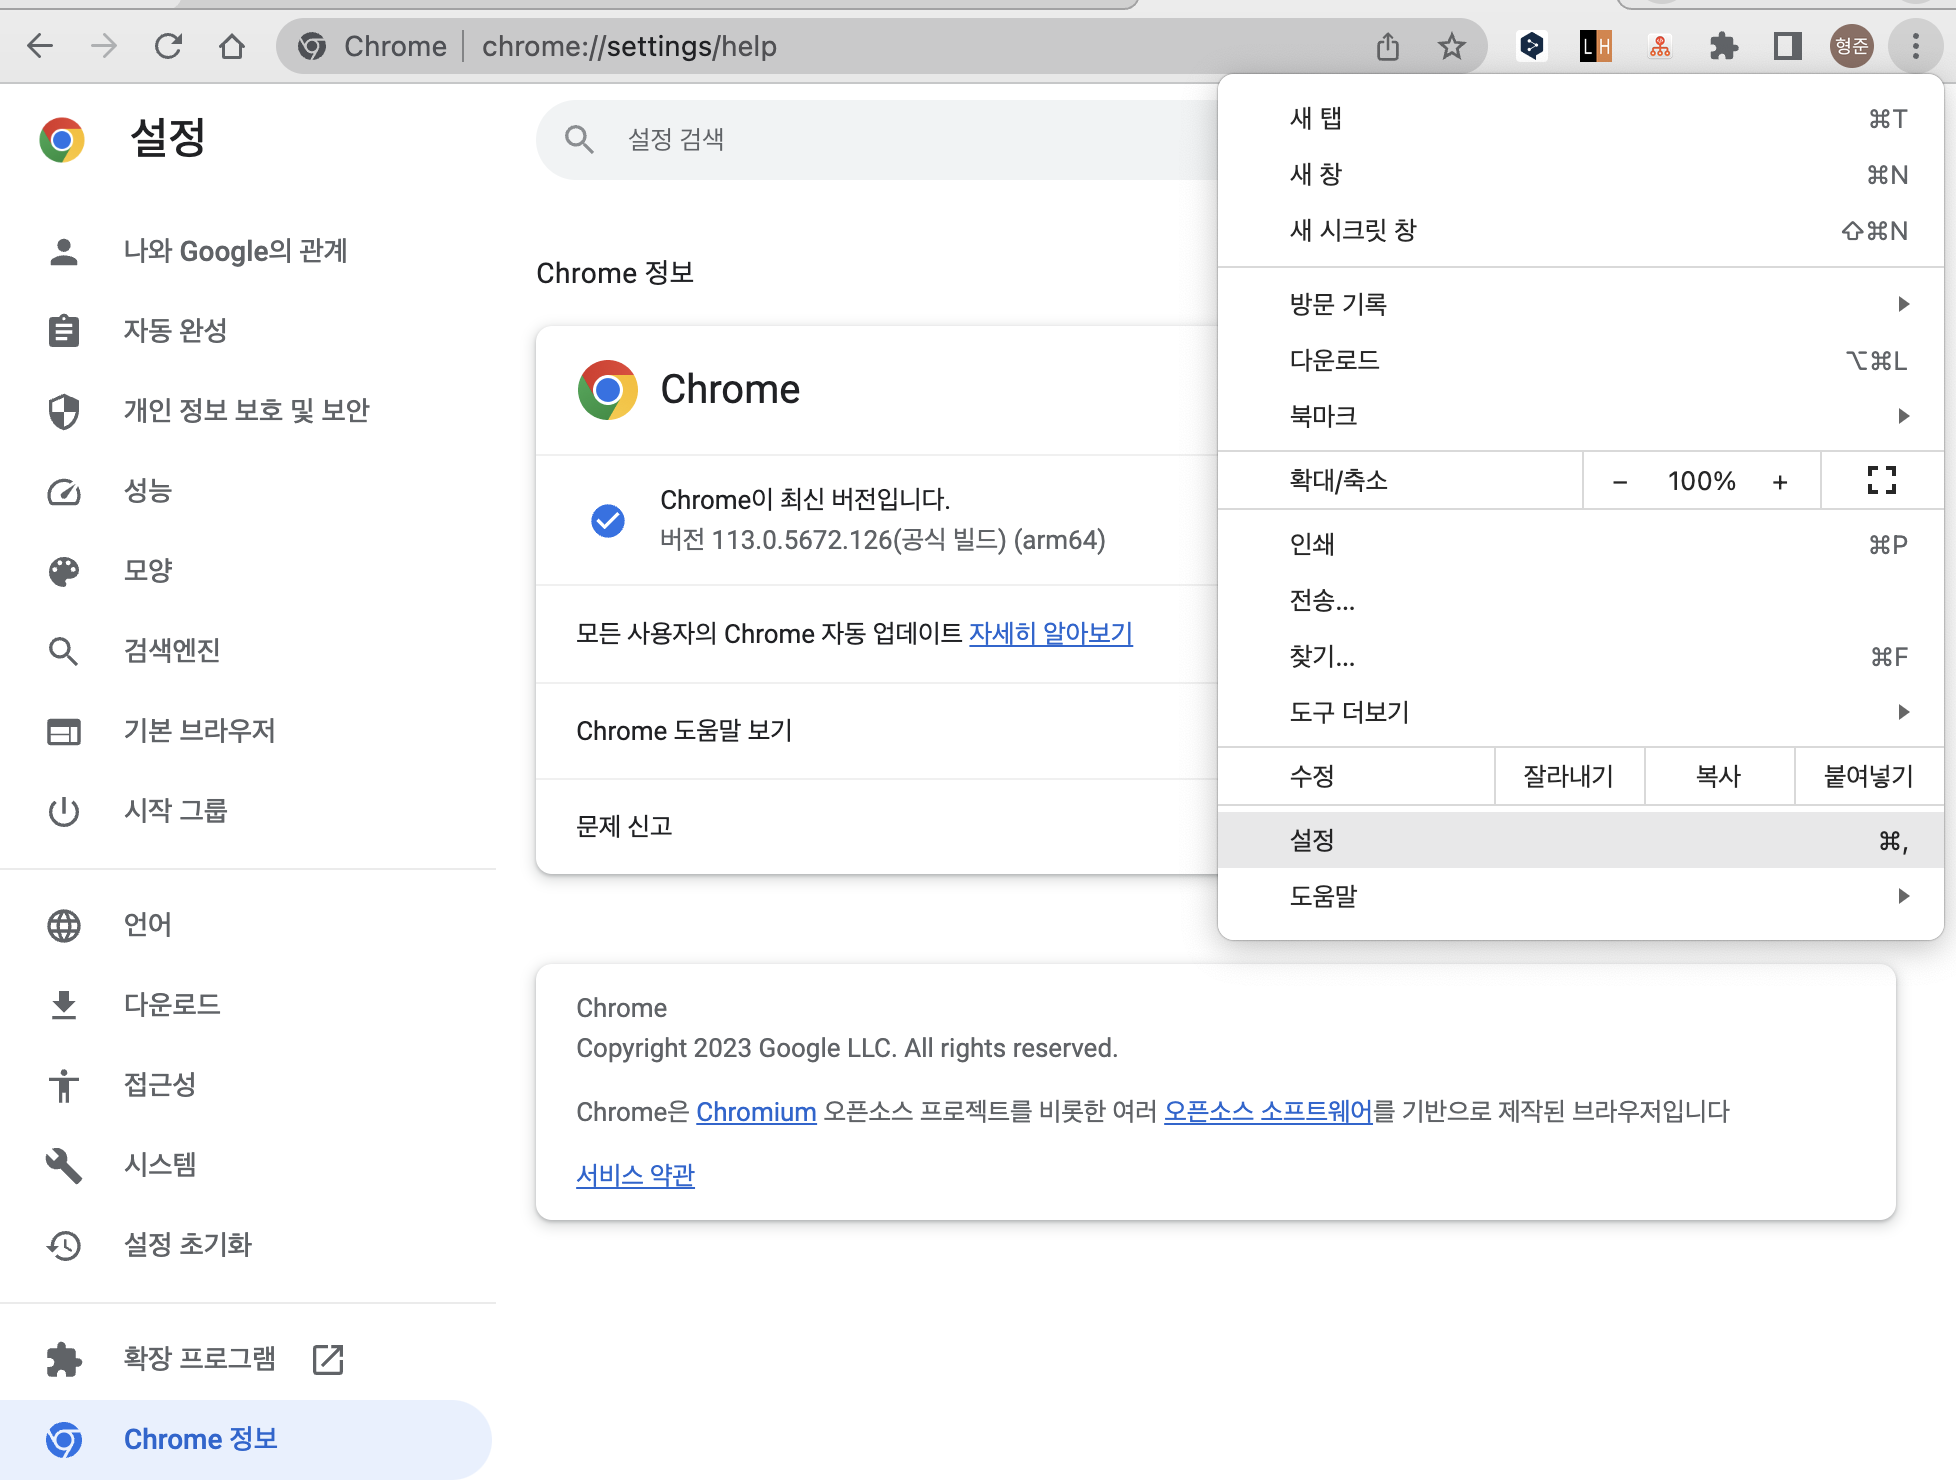 Chrome | chrome://settings/help
LH
형준
설정
설정 검색
나와 Google의 관계
자동 완성
개인 정보 보호 및 보안
성능
모양
검색엔진
기본 브라우저
시작 그룹
언어
다운로드
접근성
시스템
설정 초기화
확장 프로그램
Chrome 정보
Chrome 정보
Chrome
Chrome이 최신 버전입니다.
버전 113.0.5672.126(공식 빌드) (arm64)
모든 사용자의 Chrome 자동 업데이트 자세히 알아보기
Chrome 도움말 보기
문제 신고
Chrome
Copyright 2023 Google LLC. All rights reserved.
Chrome은 Chromium 오픈소스 프로젝트를 비롯한 여러 오픈소스 소프트웨어를 기반으로 제작된 브라우저입니다
서비스 약관
새 탭 ⌘T
새 창 ⌘N
새 시크릿 창 ⇧⌘N
방문 기록
다운로드 ⌥⌘L
북마크
확대/축소 − 100% +
인쇄 ⌘P
전송...
찾기... ⌘F
도구 더보기
수정 잘라내기 복사 붙여넣기
설정 ⌘,
도움말